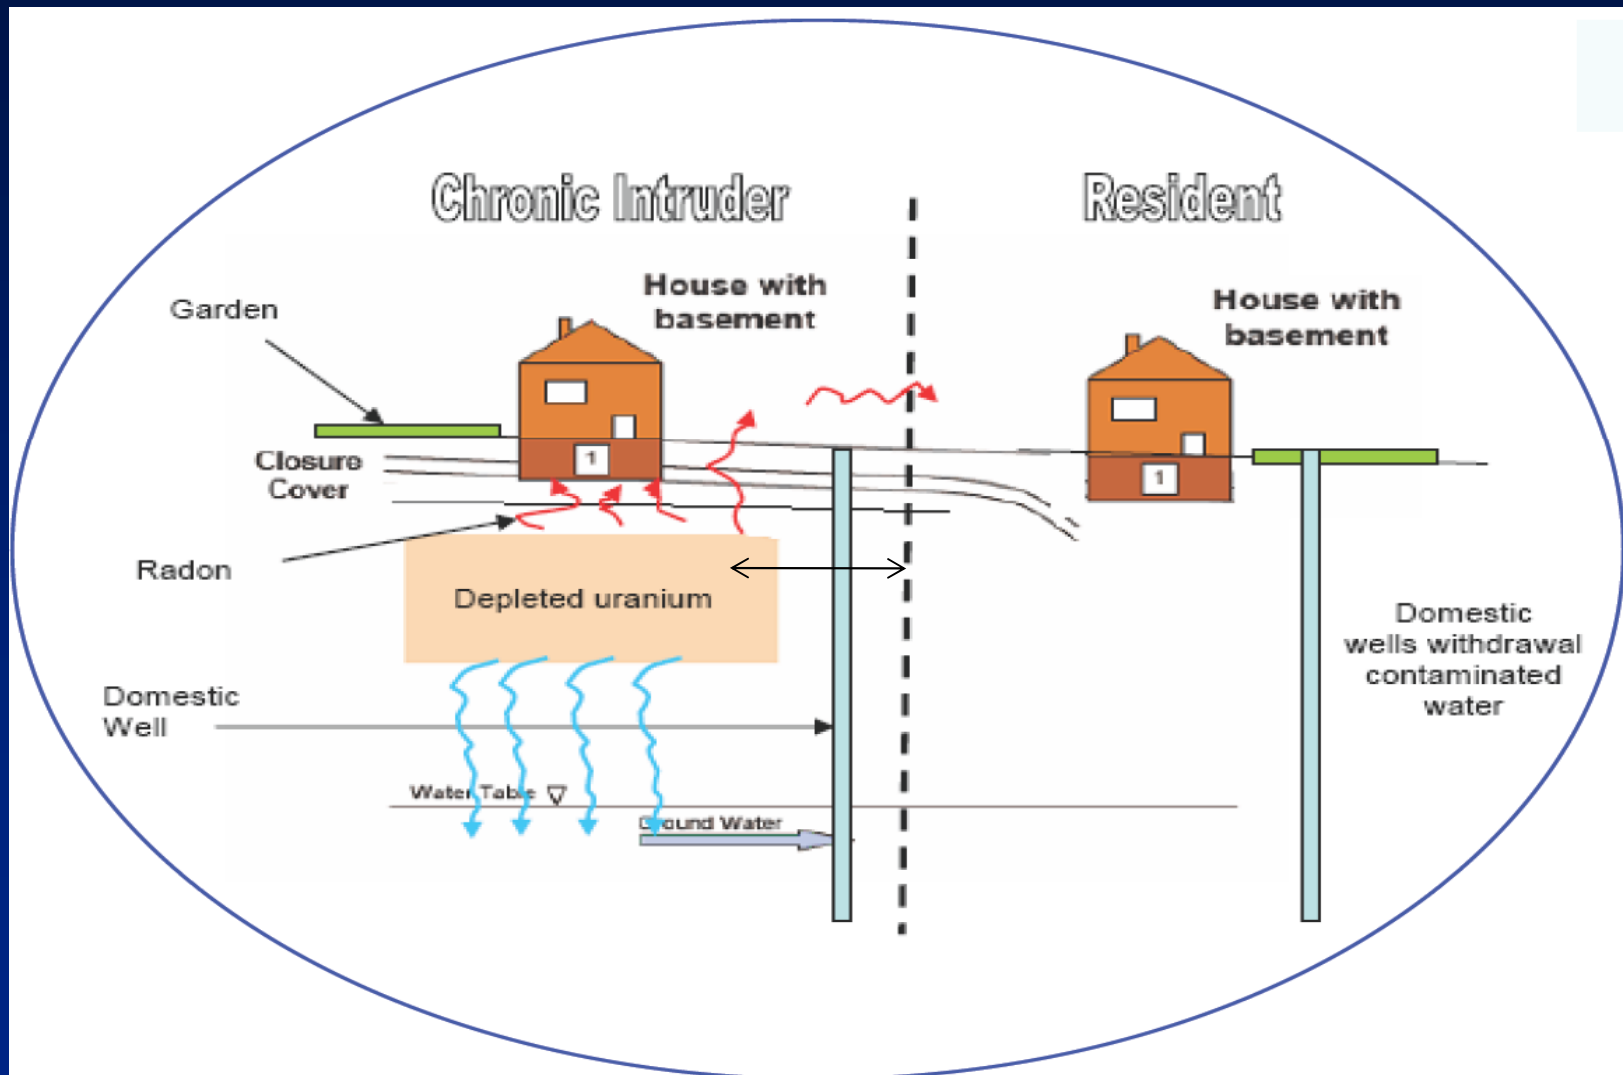 Chronic Intruder
Resident
House with
basement
House with
basement
Garden
Closure
Cover
1
1
Radon
Depleted uranium
Domestic
wells withdrawal
contaminated
water
Domestic
Well
Water Table
Ground Water